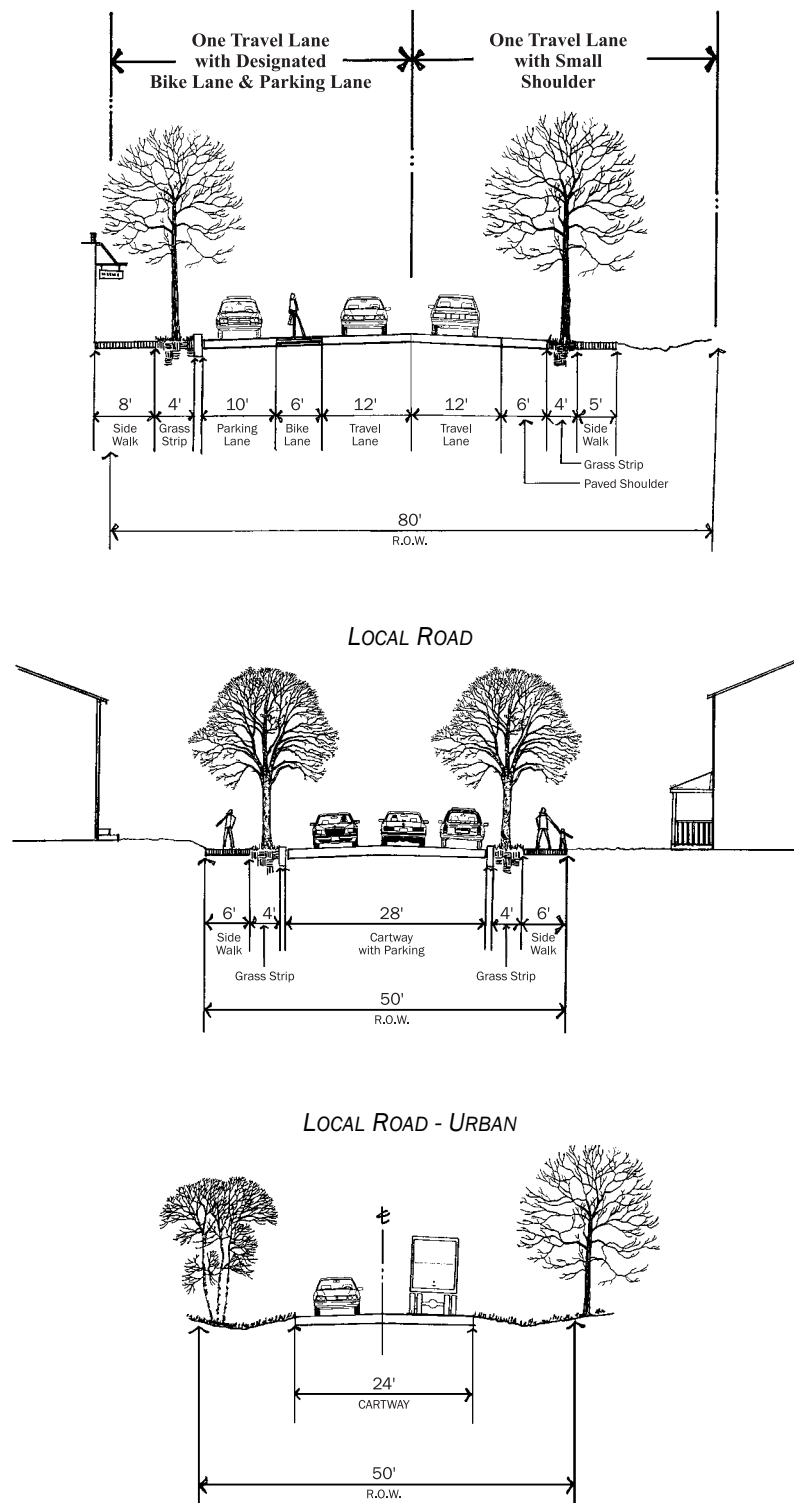 One Travel Lane
with Designated
Bike Lane & Parking Lane
One Travel Lane
with Small
Shoulder
8' 4' 10' 6' 12' 12' 6' 4' 5'
Side
Walk
Grass
Strip
Parking
Lane
Bike
Lane
Travel
Lane
Travel
Lane
Side
Walk
Grass Strip
Paved Shoulder
80'
R.O.W.
LOCAL ROAD
6' 4' 28' 4' 6'
Side
Walk
Cartway
with Parking
Side
Walk
Grass Strip
Grass Strip
50'
R.O.W.
LOCAL ROAD - URBAN
24'
CARTWAY
50'
R.O.W.